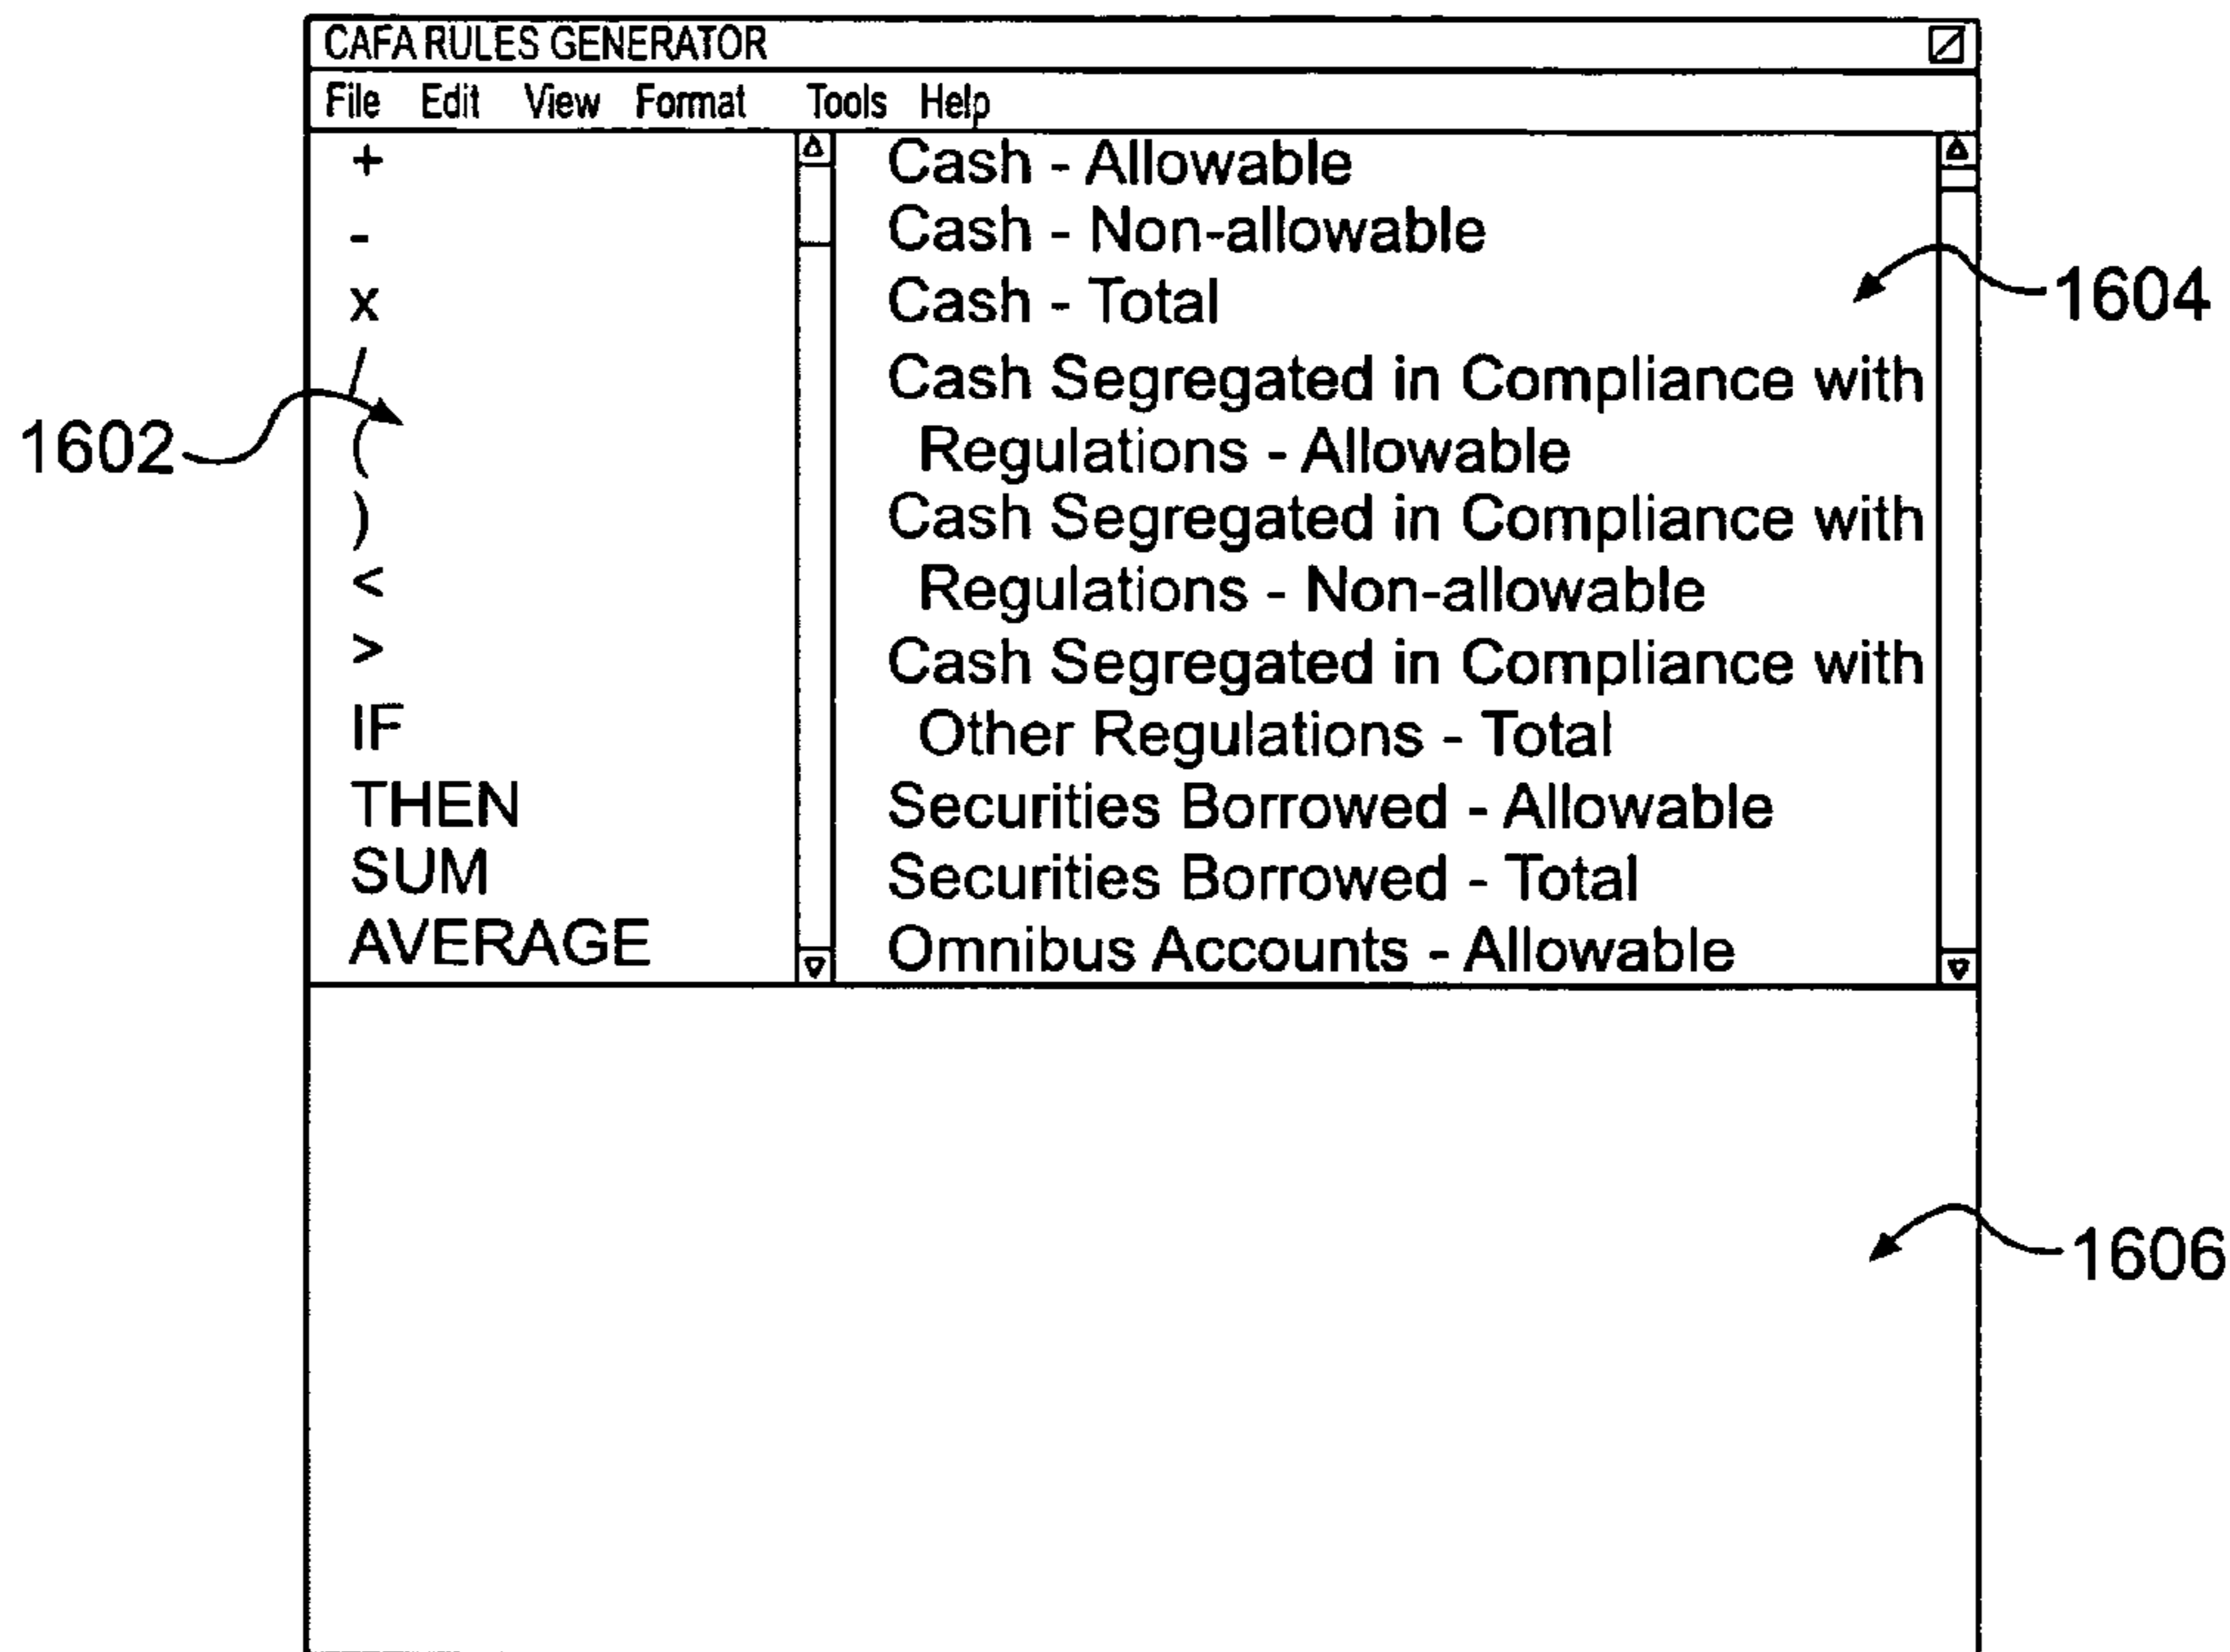 CAFA RULES GENERATOR
File Edit View Format Tools Help
+
-
x
/
(
)
<
>
IF
THEN
SUM
AVERAGE
Cash - Allowable
Cash - Non-allowable
Cash - Total
Cash Segregated in Compliance with
Regulations - Allowable
Cash Segregated in Compliance with
Regulations - Non-allowable
Cash Segregated in Compliance with
Other Regulations - Total
Securities Borrowed - Allowable
Securities Borrowed - Total
Omnibus Accounts - Allowable
1602
1604
1606